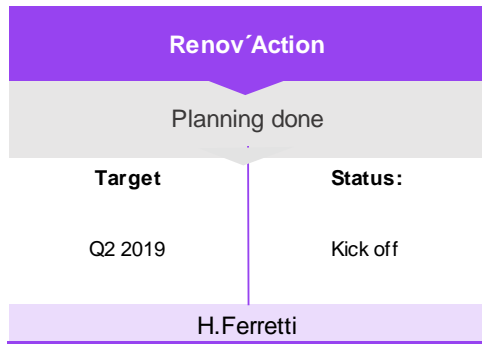 Renov´Action
Planning done
Target
Status:
Q2 2019
Kick off
H.Ferretti